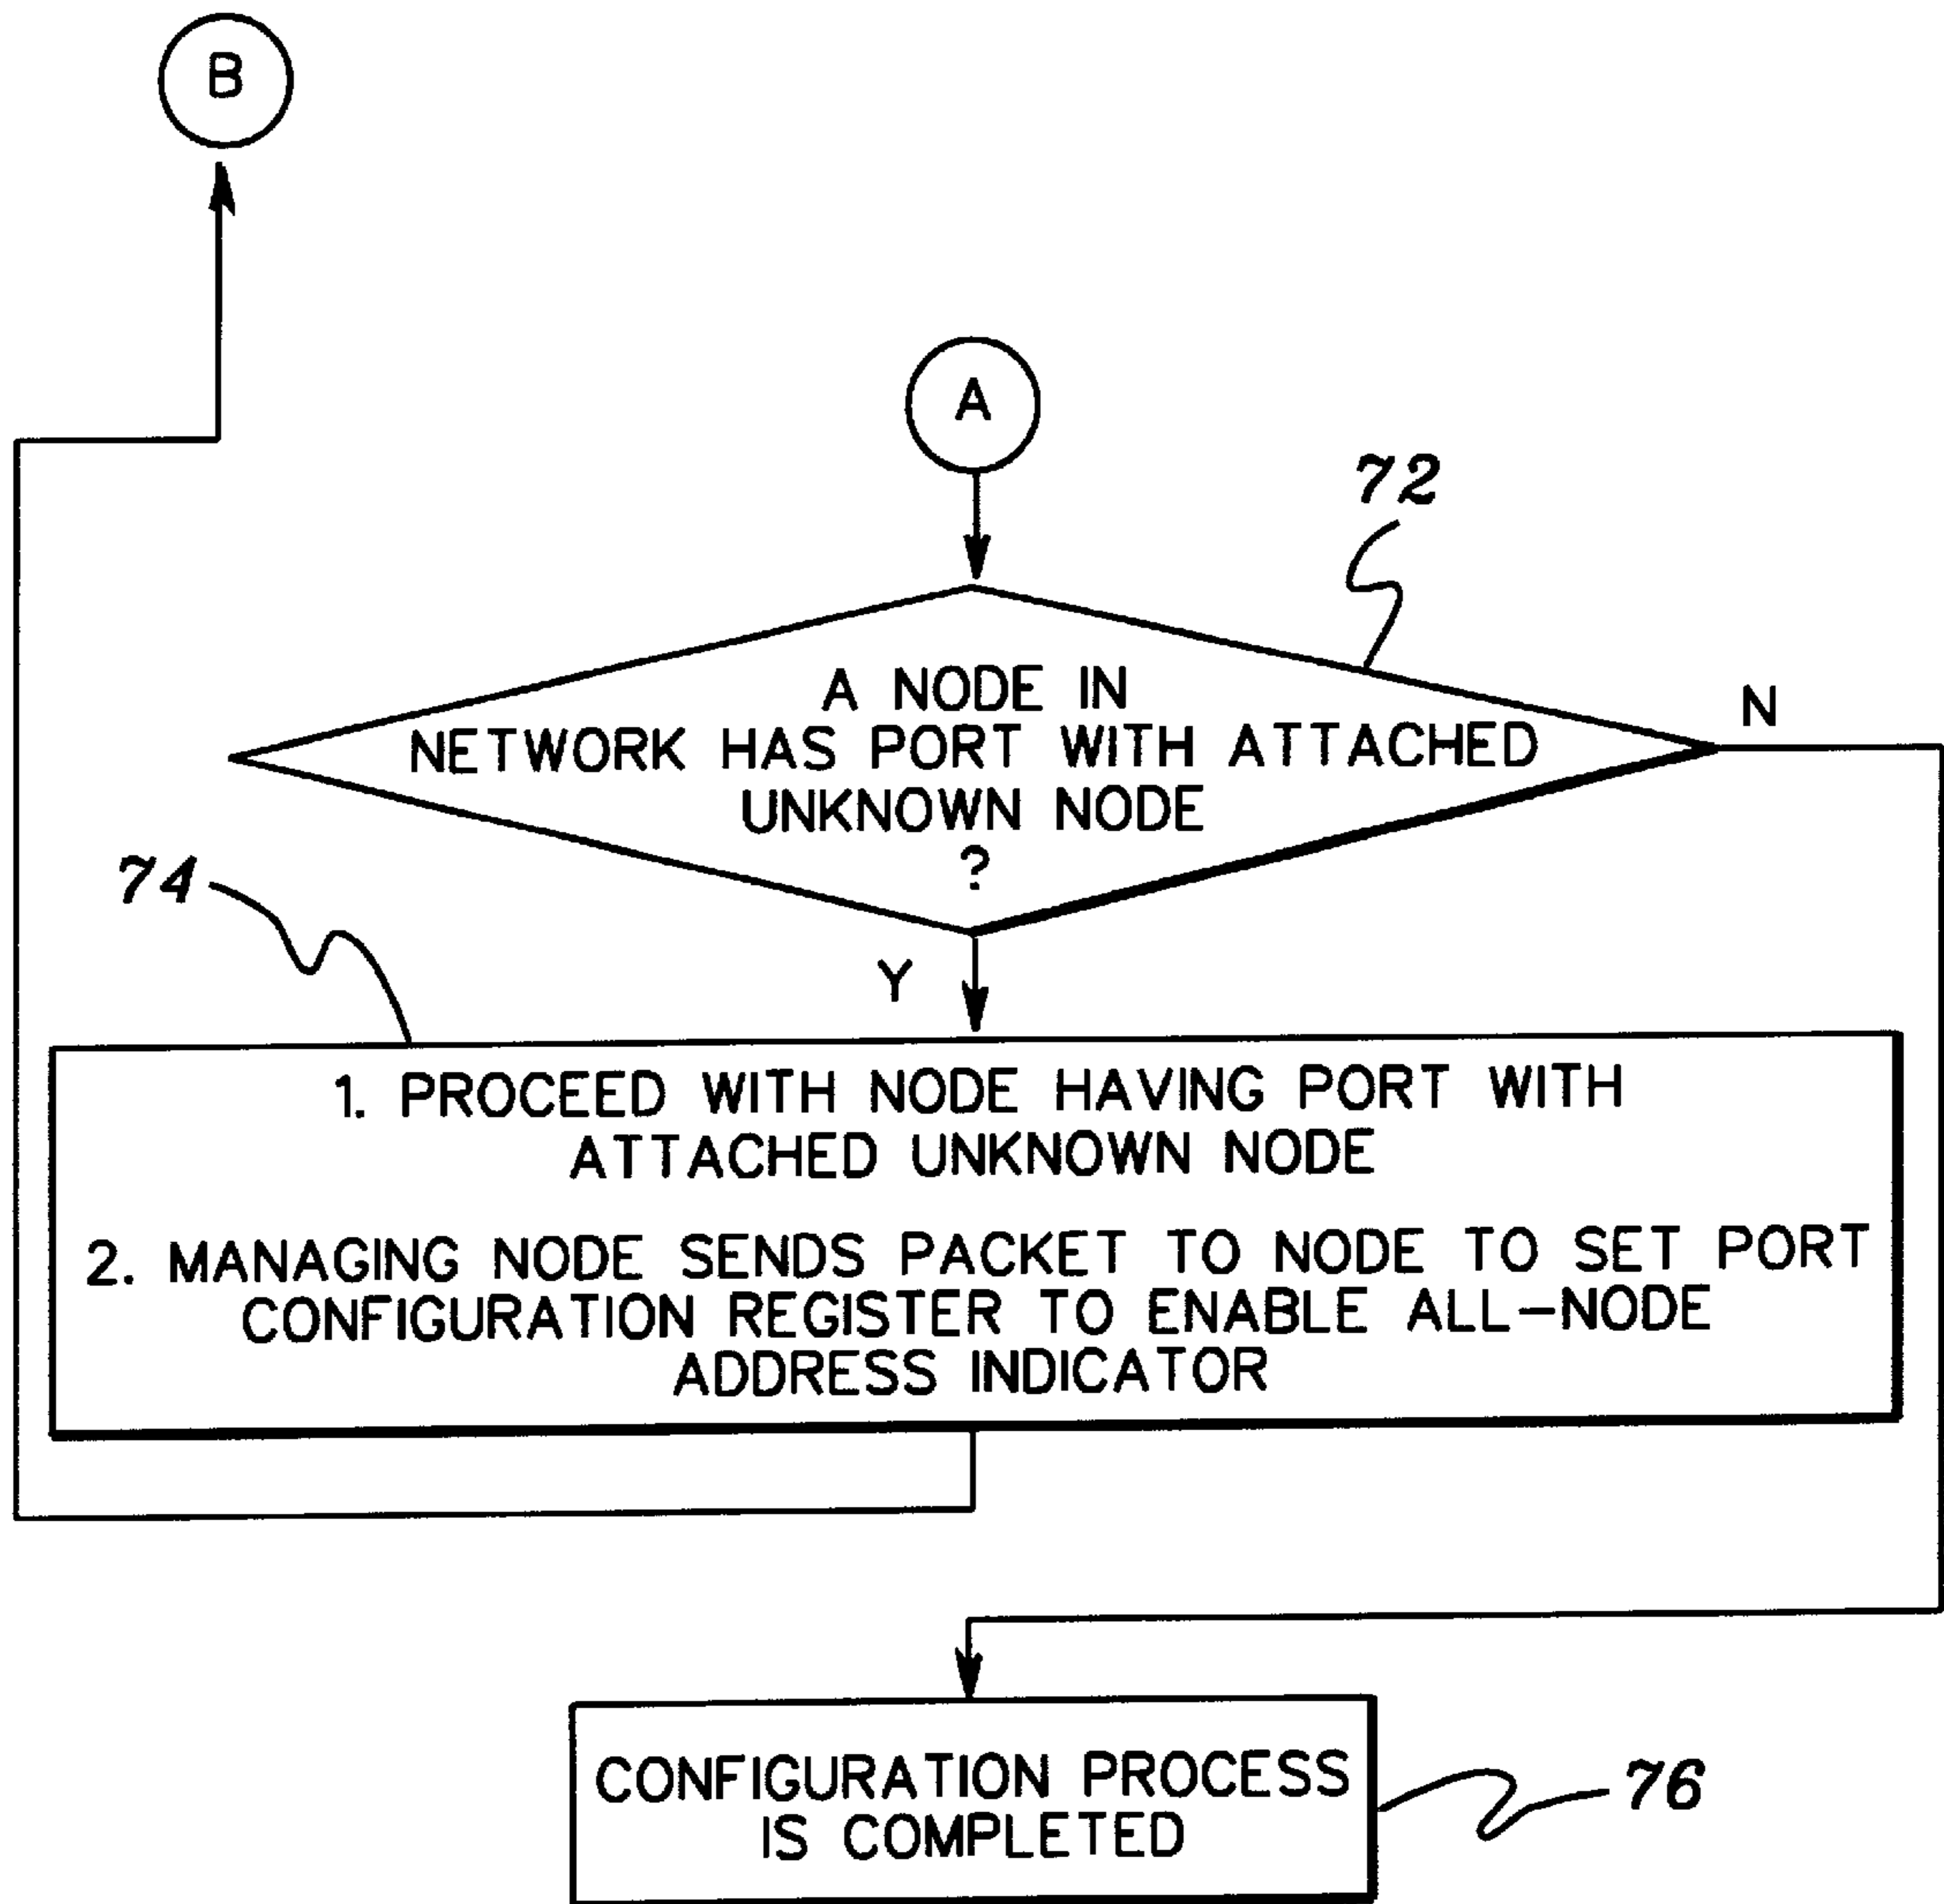 B
A
72
A NODE IN
NETWORK HAS PORT WITH ATTACHED
UNKNOWN NODE
?
N
74
Y
1. PROCEED WITH NODE HAVING PORT WITH
ATTACHED UNKNOWN NODE
2. MANAGING NODE SENDS PACKET TO NODE TO SET PORT
CONFIGURATION REGISTER TO ENABLE ALL-NODE
ADDRESS INDICATOR
CONFIGURATION PROCESS
IS COMPLETED
76